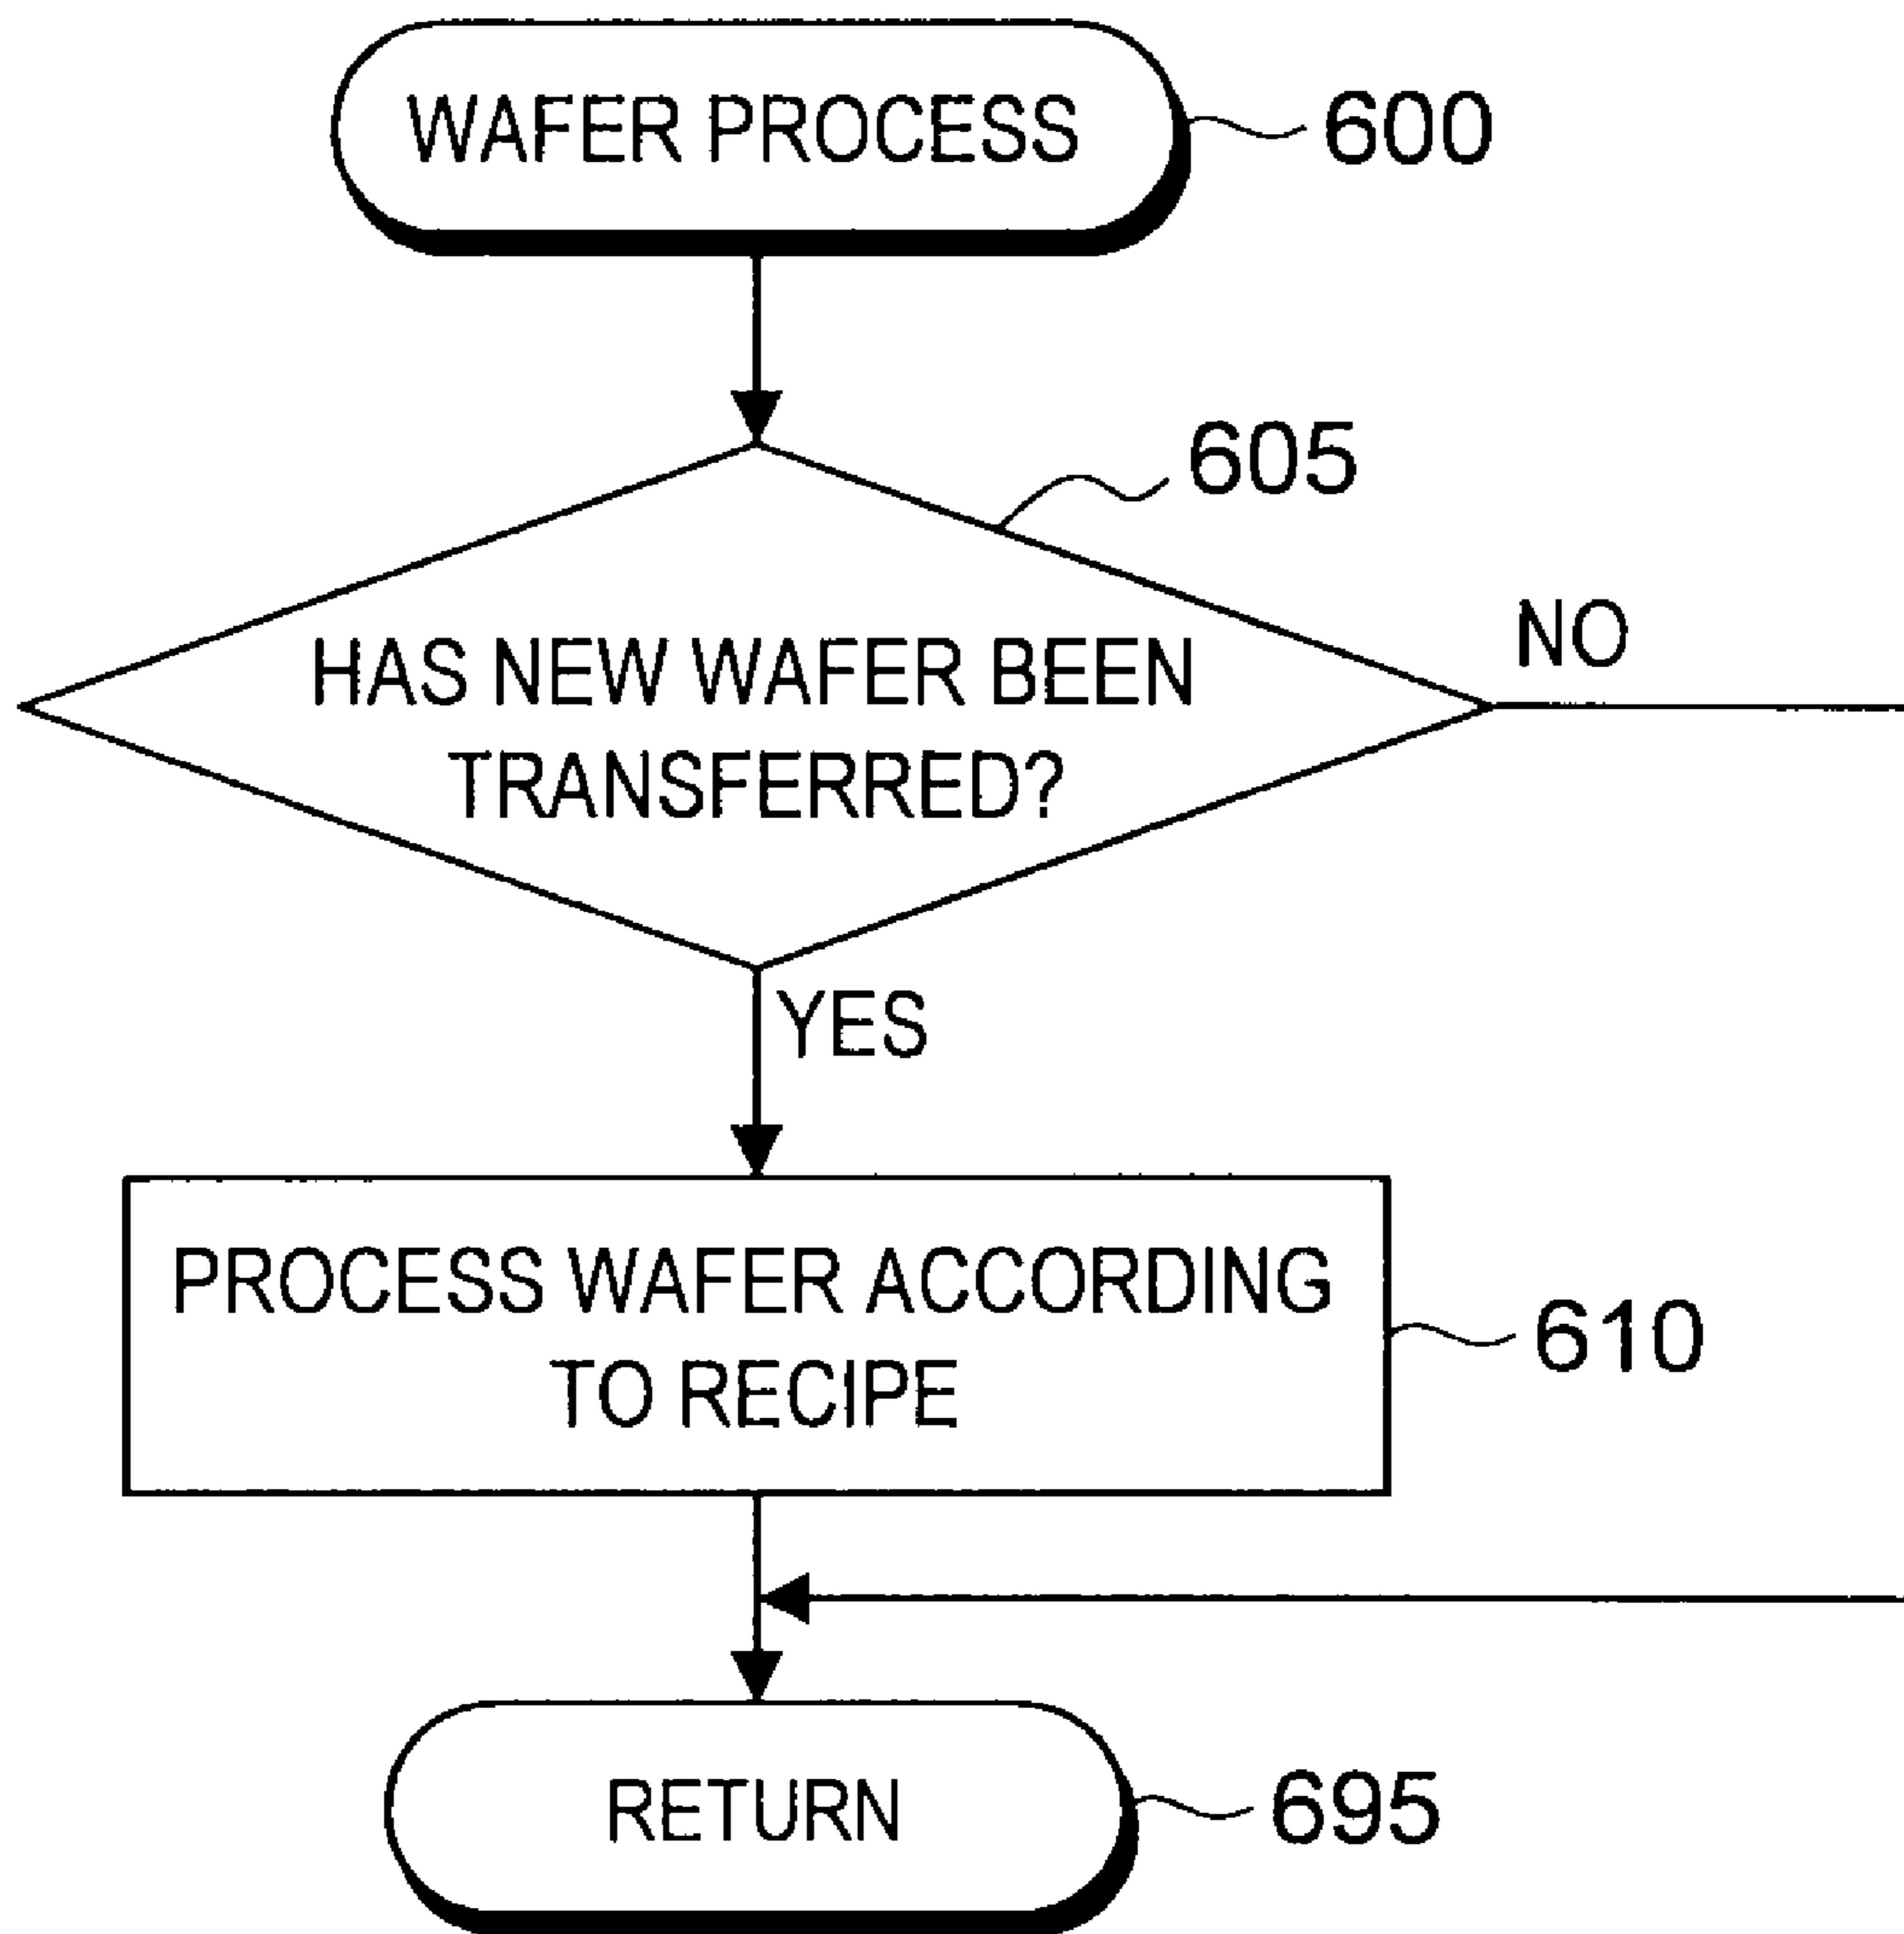 WAFER PROCESS
600
605
HAS NEW WAFER BEEN
TRANSFERRED?
NO
YES
PROCESS WAFER ACCORDING
TO RECIPE
610
RETURN
695